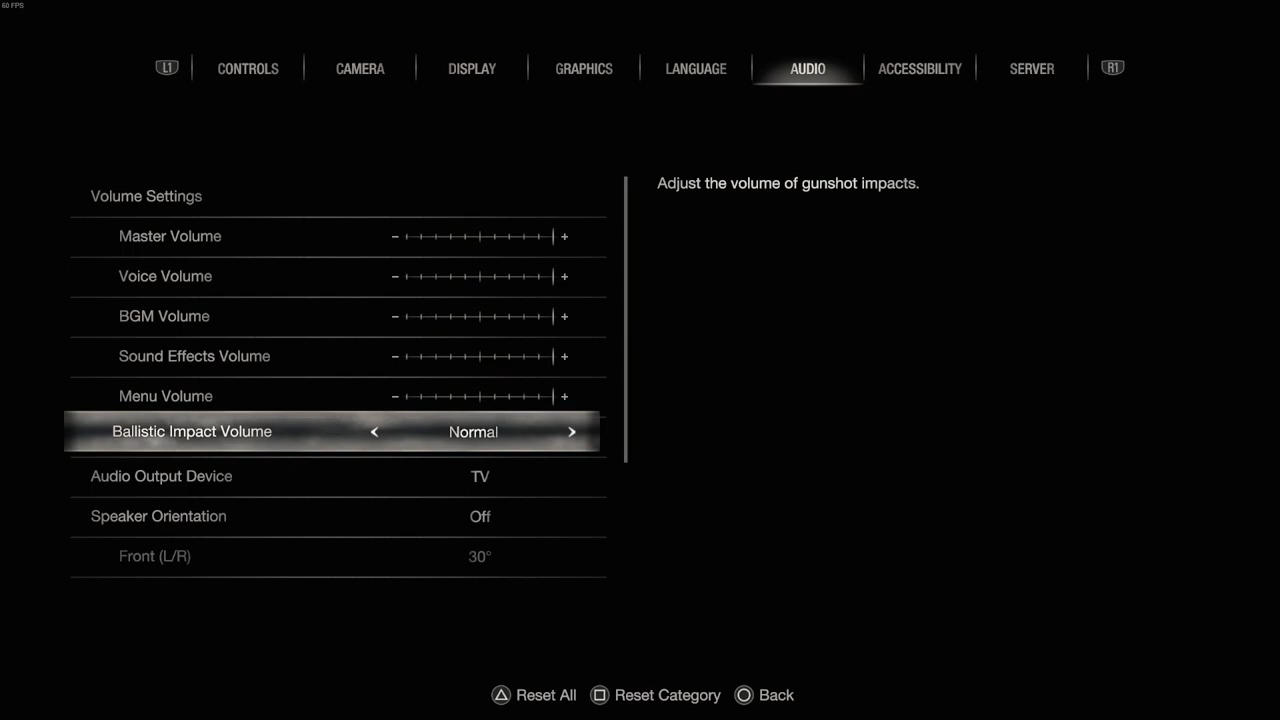 60 FPS
L1 CONTROLS CAMERA DISPLAY GRAPHICS LANGUAGE AUDIO ACCESSIBILITY SERVER R1
Volume Settings
Adjust the volume of gunshot impacts.
Master Volume - +
Voice Volume - +
BGM Volume - +
Sound Effects Volume - +
Menu Volume - +
Ballistic Impact Volume < Normal >
Audio Output Device TV
Speaker Orientation Off
Front (L/R) 30°
Reset All Reset Category Back